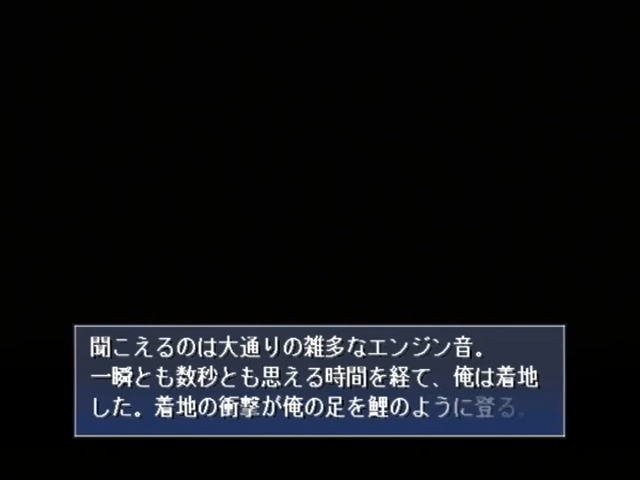 聞こえるのは大通りの雑多なエンジン音。
一瞬とも数秒とも思える時間を経て、俺は着地
した。着地の衝撃が俺の足を鯉のように登る。